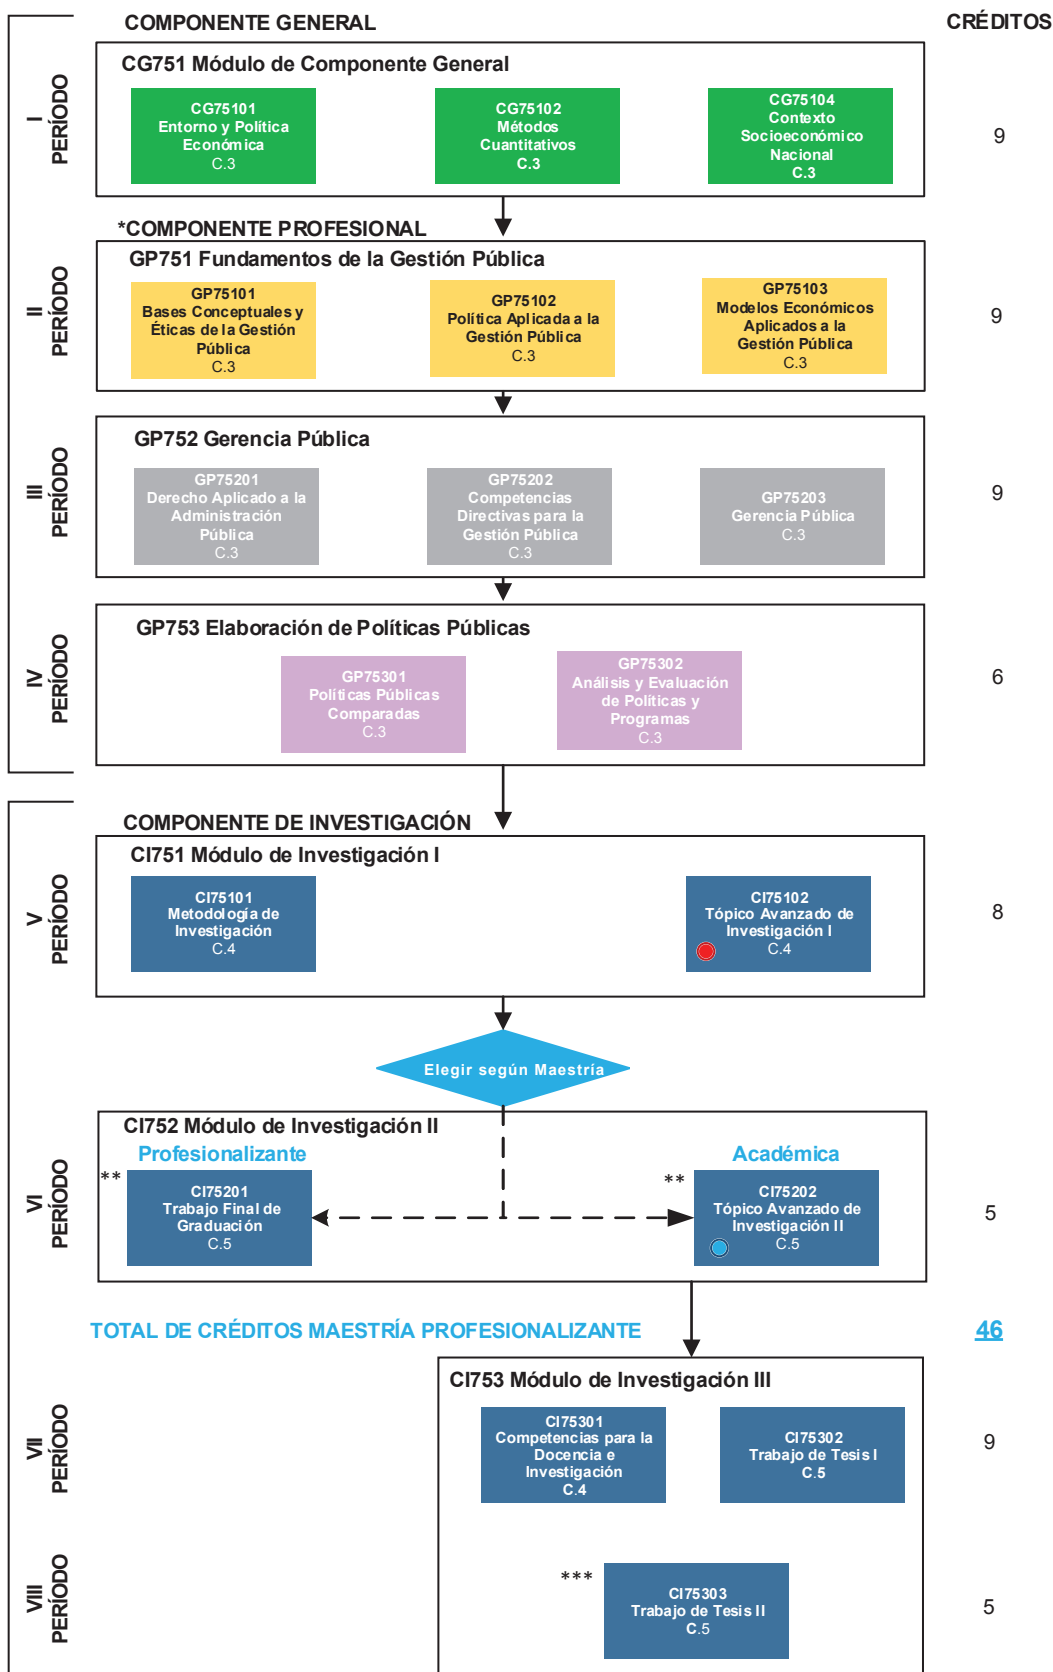 COMPONENTE GENERAL
CRÉDITOS
I
PERÍODO
CG751 Módulo de Componente General
CG75101
Entorno y Política
Económica
C.3
CG75102
Métodos
Cuantitativos
C.3
CG75104
Contexto
Socioeconómico
Nacional
C.3
9
*COMPONENTE PROFESIONAL
II
PERÍODO
GP751 Fundamentos de la Gestión Pública
GP75101
Bases Conceptuales y
Éticas de la Gestión
Pública
C.3
GP75102
Política Aplicada a la
Gestión Pública
C.3
GP75103
Modelos Económicos
Aplicados a la
Gestión Pública
C.3
9
III
PERÍODO
GP752 Gerencia Pública
GP75201
Derecho Aplicado a la
Administración
Pública
C.3
GP75202
Competencias
Directivas para la
Gestión Pública
C.3
GP75203
Gerencia Pública
C.3
9
IV
PERÍODO
GP753 Elaboración de Políticas Públicas
GP75301
Políticas Públicas
Comparadas
C.3
GP75302
Análisis y Evaluación
de Políticas y
Programas
C.3
6
COMPONENTE DE INVESTIGACIÓN
V
PERÍODO
CI751 Módulo de Investigación I
CI75101
Metodología de
Investigación
C.4
CI75102
Tópico Avanzado de
Investigación I
C.4
8
Elegir según Maestría
VI
PERÍODO
CI752 Módulo de Investigación II
Profesionalizante
**
CI75201
Trabajo Final de
Graduación
C.5
Académica
**
CI75202
Tópico Avanzado de
Investigación II
C.5
5
TOTAL DE CRÉDITOS MAESTRÍA PROFESIONALIZANTE
46
VII
PERÍODO
CI753 Módulo de Investigación III
CI75301
Competencias para la
Docencia e
Investigación
C.4
CI75302
Trabajo de Tesis I
C.5
9
VIII
PERÍODO
***
CI75303
Trabajo de Tesis II
C.5
5